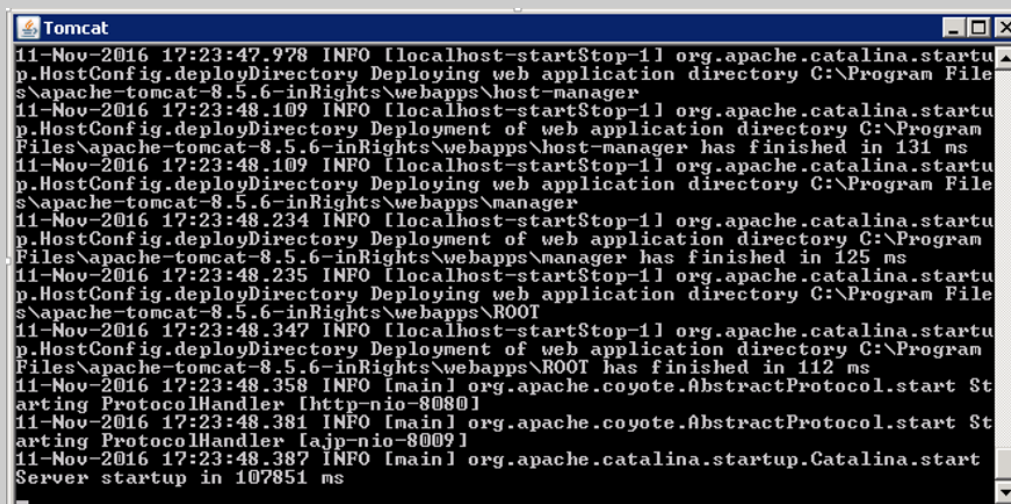 Tomcat
11-Nov-2016 17:23:47.978 INFO [localhost-startStop-1] org.apache.catalina.startu
p.HostConfig.deployDirectory Deploying web application directory C:\Program File
s\apache-tomcat-8.5.6-inRights\webapps\host-manager
11-Nov-2016 17:23:48.109 INFO [localhost-startStop-1] org.apache.catalina.startu
p.HostConfig.deployDirectory Deployment of web application directory C:\Program
Files\apache-tomcat-8.5.6-inRights\webapps\host-manager has finished in 131 ms
11-Nov-2016 17:23:48.109 INFO [localhost-startStop-1] org.apache.catalina.startu
p.HostConfig.deployDirectory Deploying web application directory C:\Program File
s\apache-tomcat-8.5.6-inRights\webapps\manager
11-Nov-2016 17:23:48.234 INFO [localhost-startStop-1] org.apache.catalina.startu
p.HostConfig.deployDirectory Deployment of web application directory C:\Program
Files\apache-tomcat-8.5.6-inRights\webapps\manager has finished in 125 ms
11-Nov-2016 17:23:48.235 INFO [localhost-startStop-1] org.apache.catalina.startu
p.HostConfig.deployDirectory Deploying web application directory C:\Program File
s\apache-tomcat-8.5.6-inRights\webapps\ROOT
11-Nov-2016 17:23:48.347 INFO [localhost-startStop-1] org.apache.catalina.startu
p.HostConfig.deployDirectory Deployment of web application directory C:\Program
Files\apache-tomcat-8.5.6-inRights\webapps\ROOT has finished in 112 ms
11-Nov-2016 17:23:48.358 INFO [main] org.apache.coyote.AbstractProtocol.start St
arting ProtocolHandler [http-nio-8080]
11-Nov-2016 17:23:48.381 INFO [main] org.apache.coyote.AbstractProtocol.start St
arting ProtocolHandler [ajp-nio-8009]
11-Nov-2016 17:23:48.387 INFO [main] org.apache.catalina.startup.Catalina.start
Server startup in 107851 ms